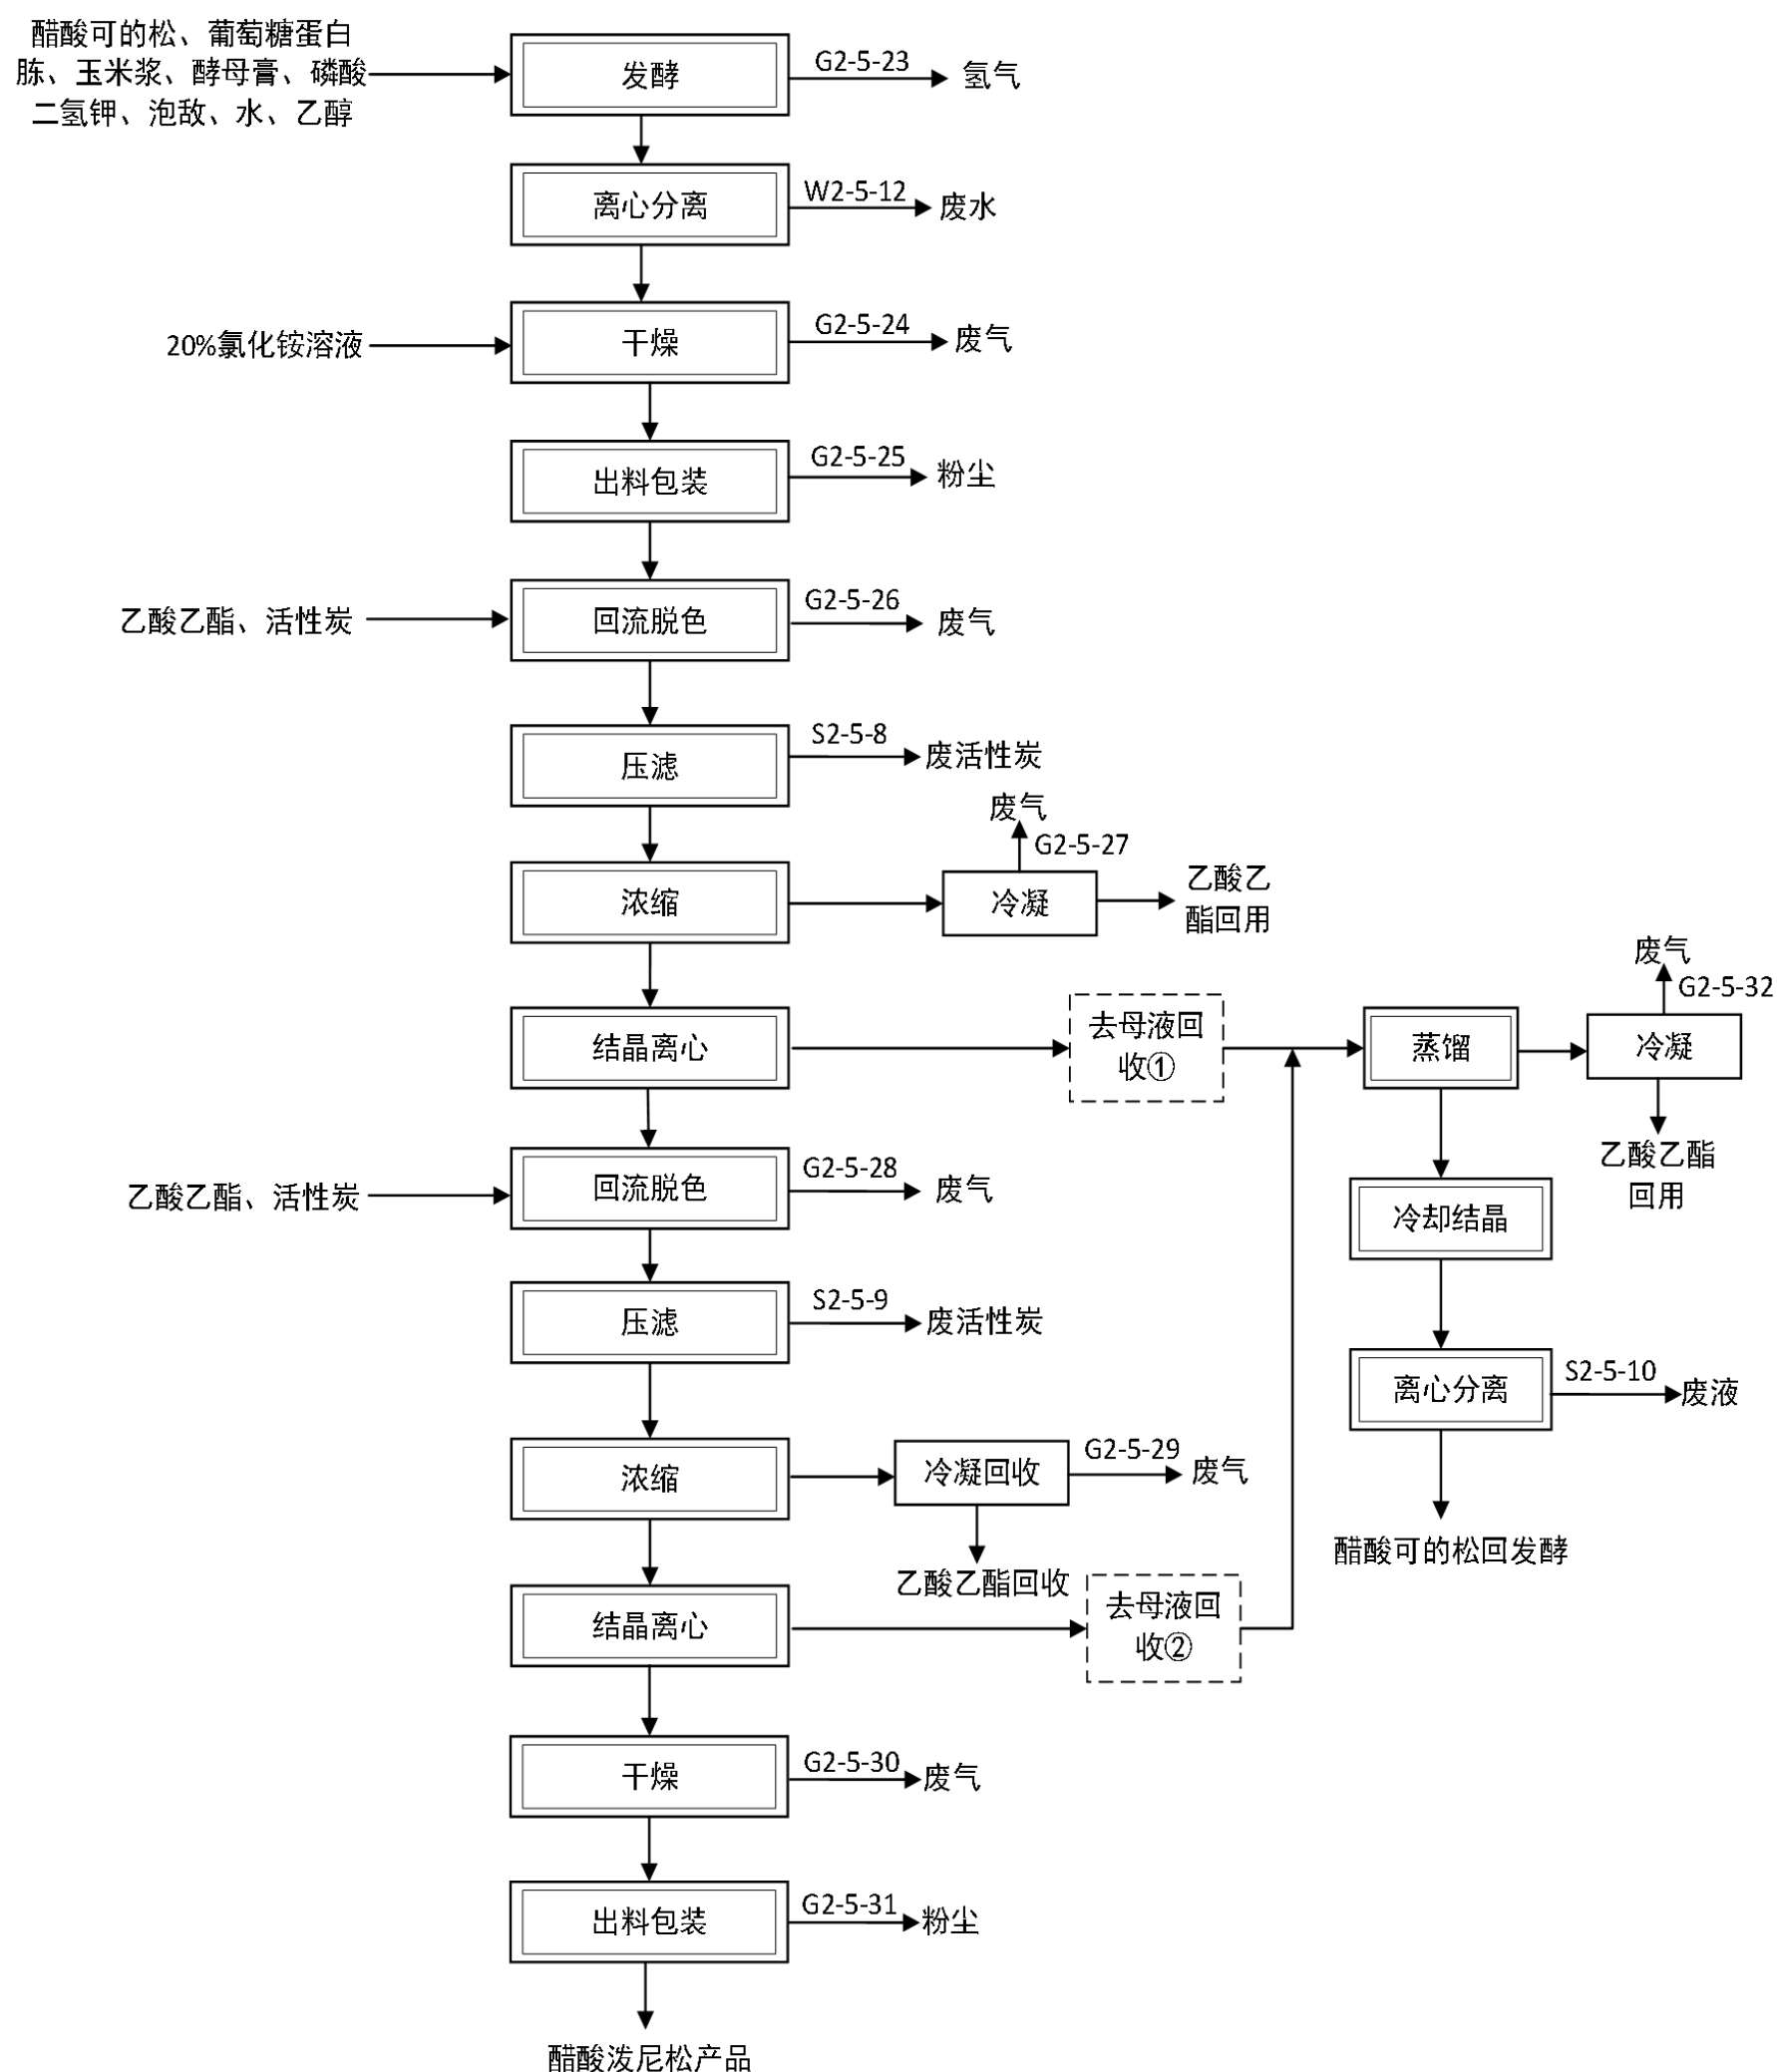 醋酸可的松、葡萄糖蛋白
胨、玉米浆、酵母膏、磷酸
二氢钾、泡敌、水、乙醇
发酵
G2-5-23
氢气
离心分离
W2-5-12
废水
20%氯化铵溶液
干燥
G2-5-24
废气
出料包装
G2-5-25
粉尘
乙酸乙酯、活性炭
回流脱色
G2-5-26
废气
压滤
S2-5-8
废活性炭
浓缩
废气
G2-5-27
冷凝
乙酸乙
酯回用
结晶离心
去母液回
收①
蒸馏
废气
G2-5-32
冷凝
乙酸乙酯
回用
乙酸乙酯、活性炭
回流脱色
G2-5-28
废气
冷却结晶
压滤
S2-5-9
废活性炭
离心分离
S2-5-10
废液
浓缩
冷凝回收
G2-5-29
废气
乙酸乙酯回收
醋酸可的松回发酵
结晶离心
去母液回
收②
干燥
G2-5-30
废气
出料包装
G2-5-31
粉尘
醋酸泼尼松产品